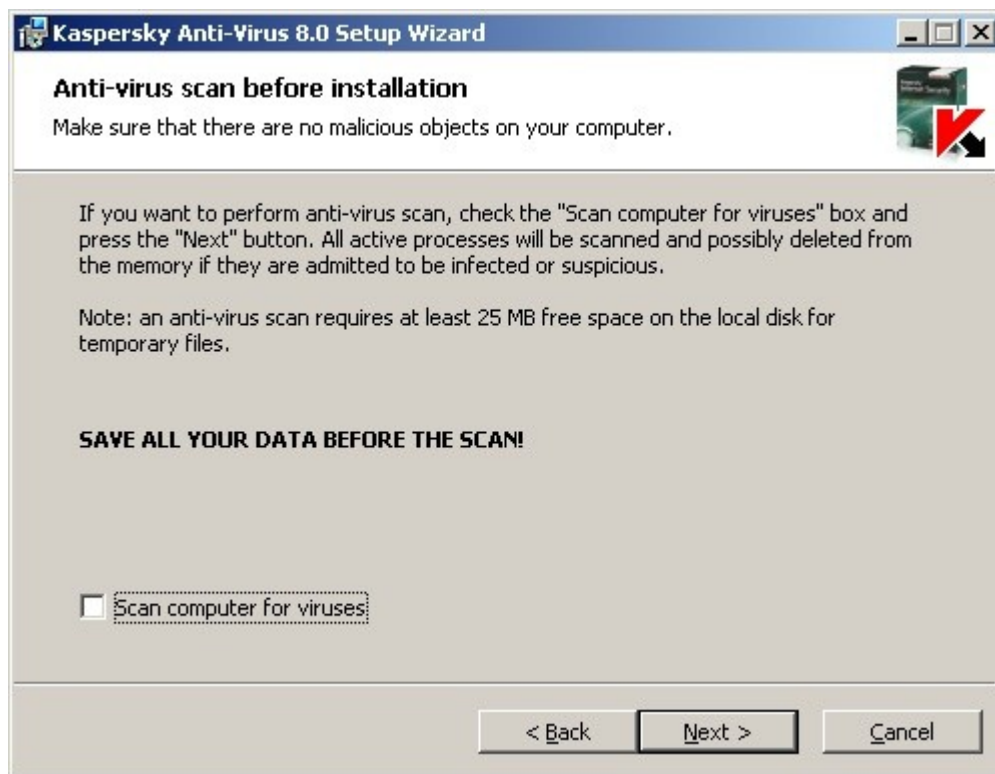 Kaspersky Anti-Virus 8.0 Setup Wizard
Anti-virus scan before installation
Make sure that there are no malicious objects on your computer.
If you want to perform anti-virus scan, check the "Scan computer for viruses" box and
press the "Next" button. All active processes will be scanned and possibly deleted from
the memory if they are admitted to be infected or suspicious.
Note: an anti-virus scan requires at least 25 MB free space on the local disk for
temporary files.
SAVE ALL YOUR DATA BEFORE THE SCAN!
Scan computer for viruses
< Back
Next >
Cancel